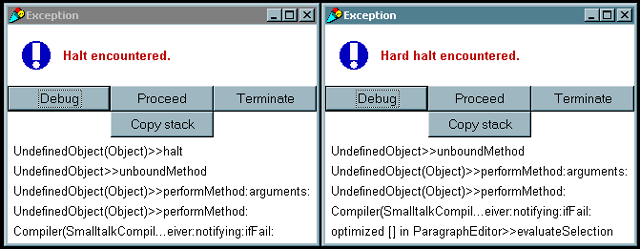 Exception
Halt encountered.
Debug
Proceed
Terminate
Copy stack
UndefinedObject(Object)>>halt
UndefinedObject>>unboundMethod
UndefinedObject(Object)>>performMethod:arguments:
UndefinedObject(Object)>>performMethod:
Compiler(SmalltalkCompil...eiver:notifying:ifFail:
Exception
Hard halt encountered.
Debug
Proceed
Terminate
Copy stack
UndefinedObject>>unboundMethod
UndefinedObject(Object)>>performMethod:arguments:
UndefinedObject(Object)>>performMethod:
Compiler(SmalltalkCompil...eiver:notifying:ifFail:
optimized [] in ParagraphEditor>>evaluateSelection